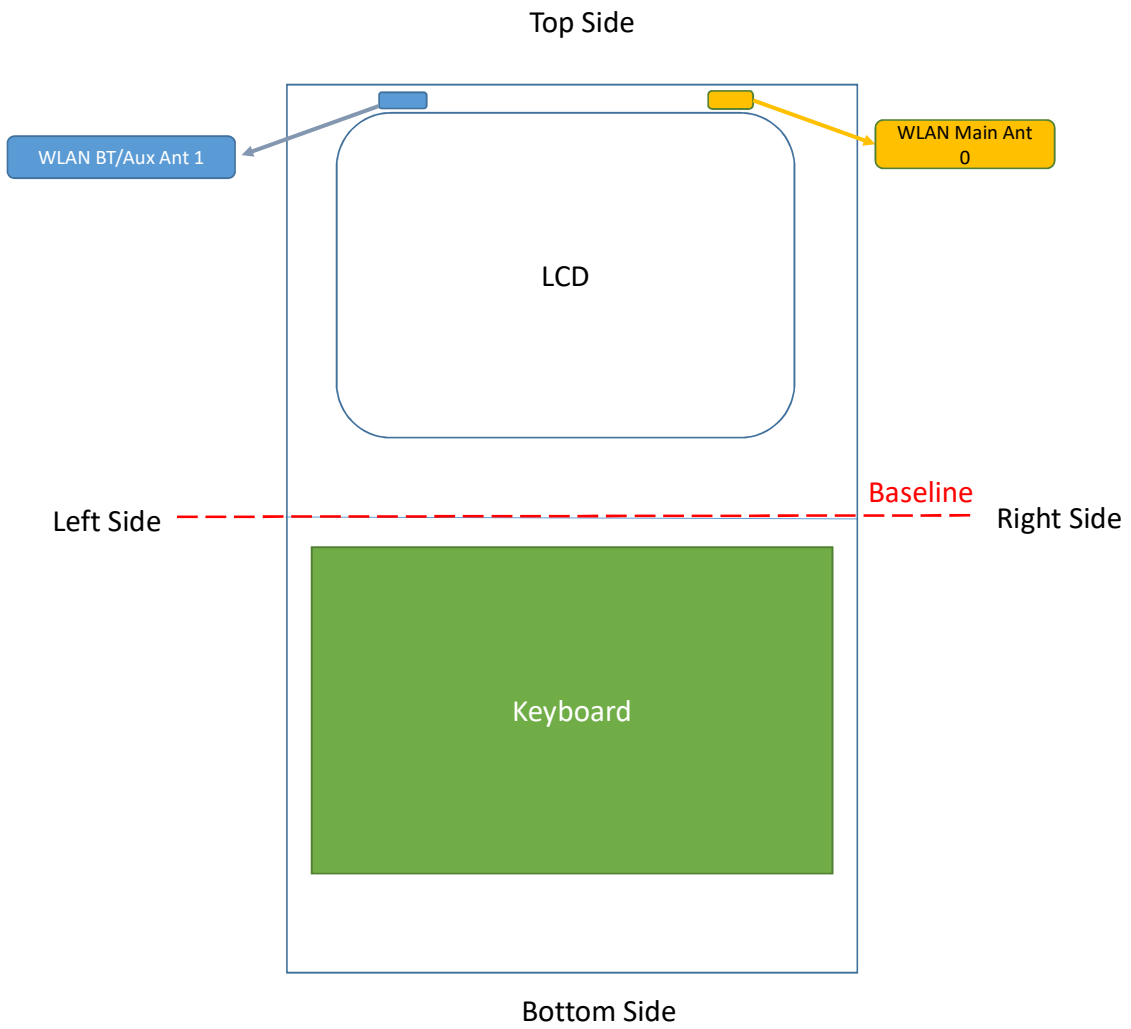 Top Side
WLAN BT/Aux Ant 1
WLAN Main Ant
0
LCD
Baseline
Left Side
Right Side
Keyboard
Bottom Side